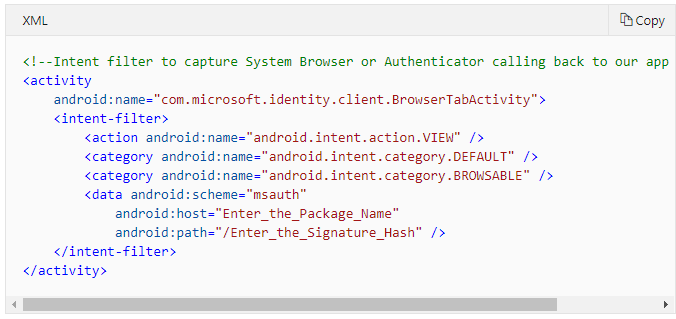 XML
Copy
<!--Intent filter to capture System Browser or Authenticator calling back to our app
<activity
    android:name="com.microsoft.identity.client.BrowserTabActivity">
    <intent-filter>
        <action android:name="android.intent.action.VIEW" />
        <category android:name="android.intent.category.DEFAULT" />
        <category android:name="android.intent.category.BROWSABLE" />
        <data android:scheme="msauth"
            android:host="Enter_the_Package_Name"
            android:path="/Enter_the_Signature_Hash" />
    </intent-filter>
</activity>